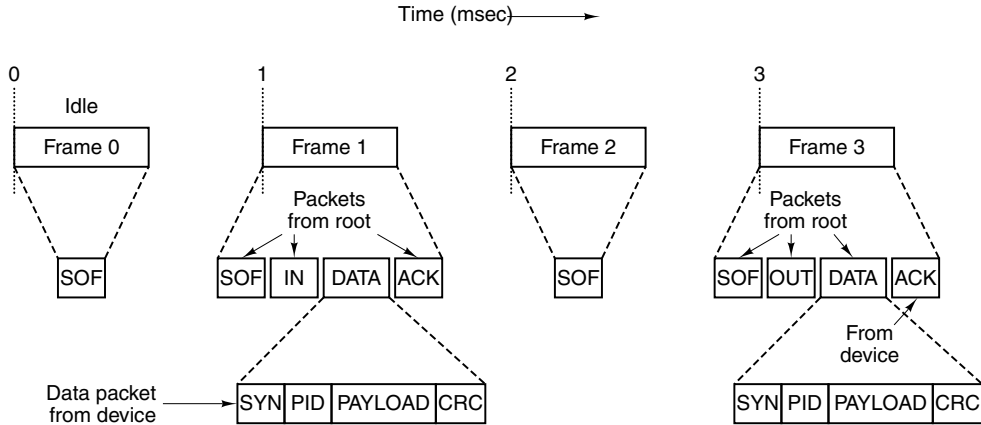 Time (msec)
0 1 2 3
Idle
Frame 0 Frame 1 Frame 2 Frame 3
Packets
from root
Packets
from root
SOF
SOF IN DATA ACK
SOF
SOF OUT DATA ACK
From
device
Data packet
from device
SYN PID PAYLOAD CRC
SYN PID PAYLOAD CRC